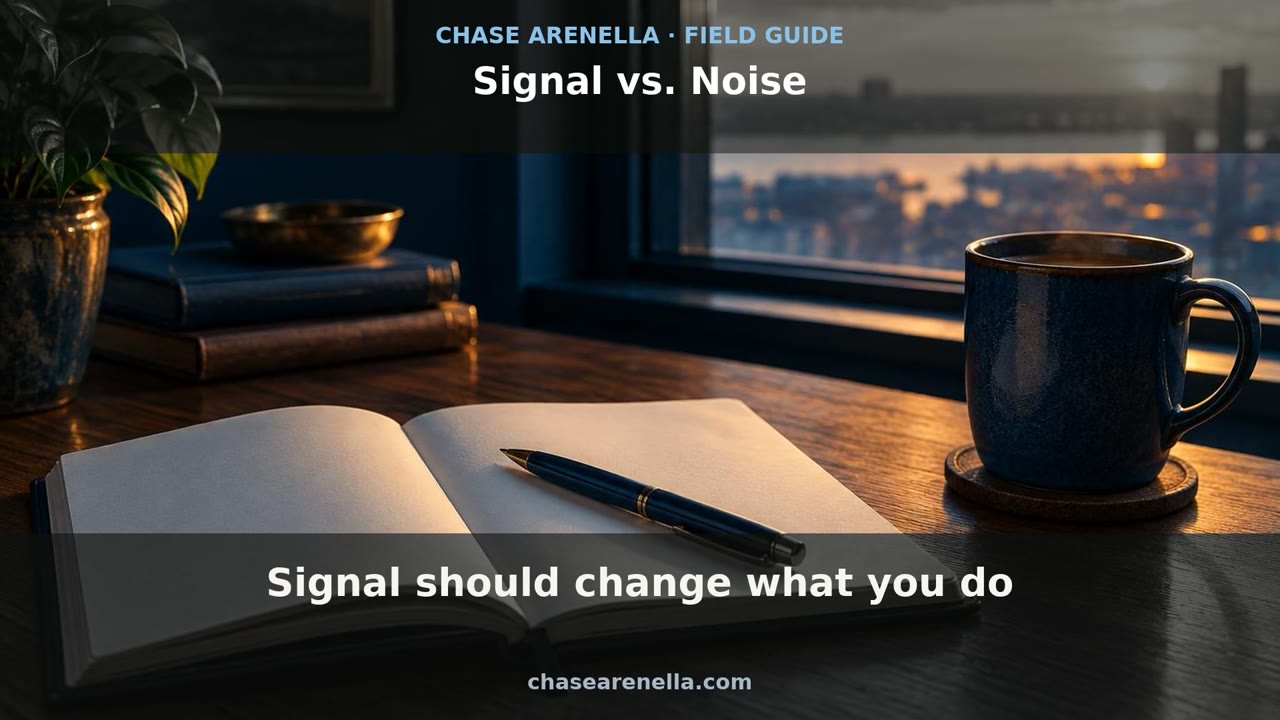 CHASE ARENELLA · FIELD GUIDE
Signal vs. Noise
Signal should change what you do
chasearenella.com